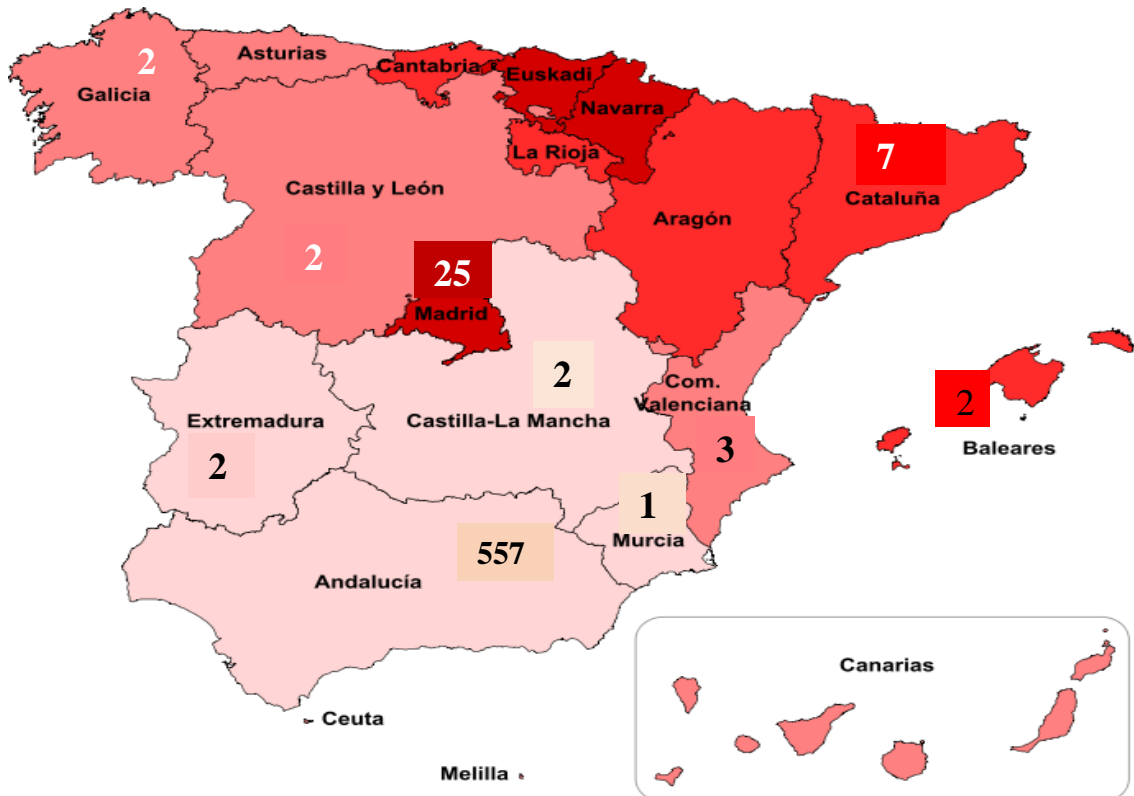 2
Asturias
Cantabria
Euskadi
Galicia
Navarra
La Rioja
7
Castilla y León
Cataluña
Aragón
2
25
Madrid
2
Com.
Valenciana
2
Extremadura
Castilla-La Mancha
3
Baleares
2
1
Murcia
557
Andalucía
Canarias
Ceuta
Melilla